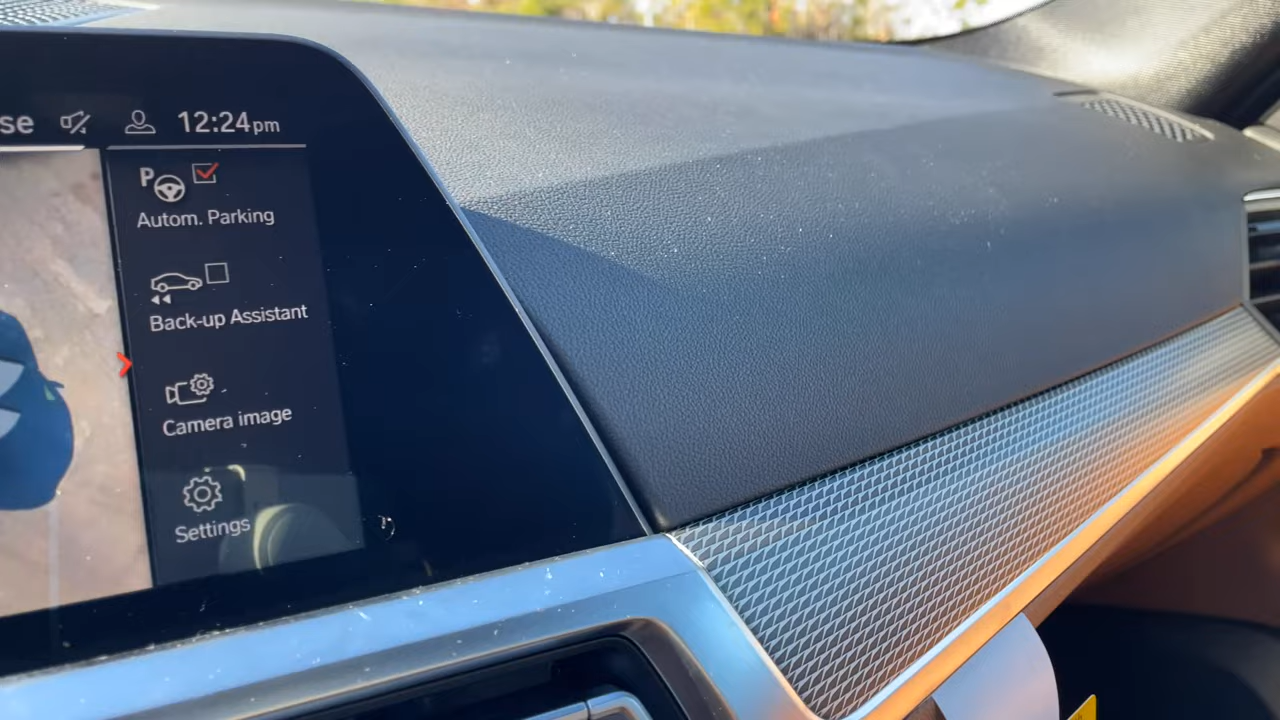 se 12:24pm
P
Autom. Parking
Back-up Assistant
Camera image
Settings